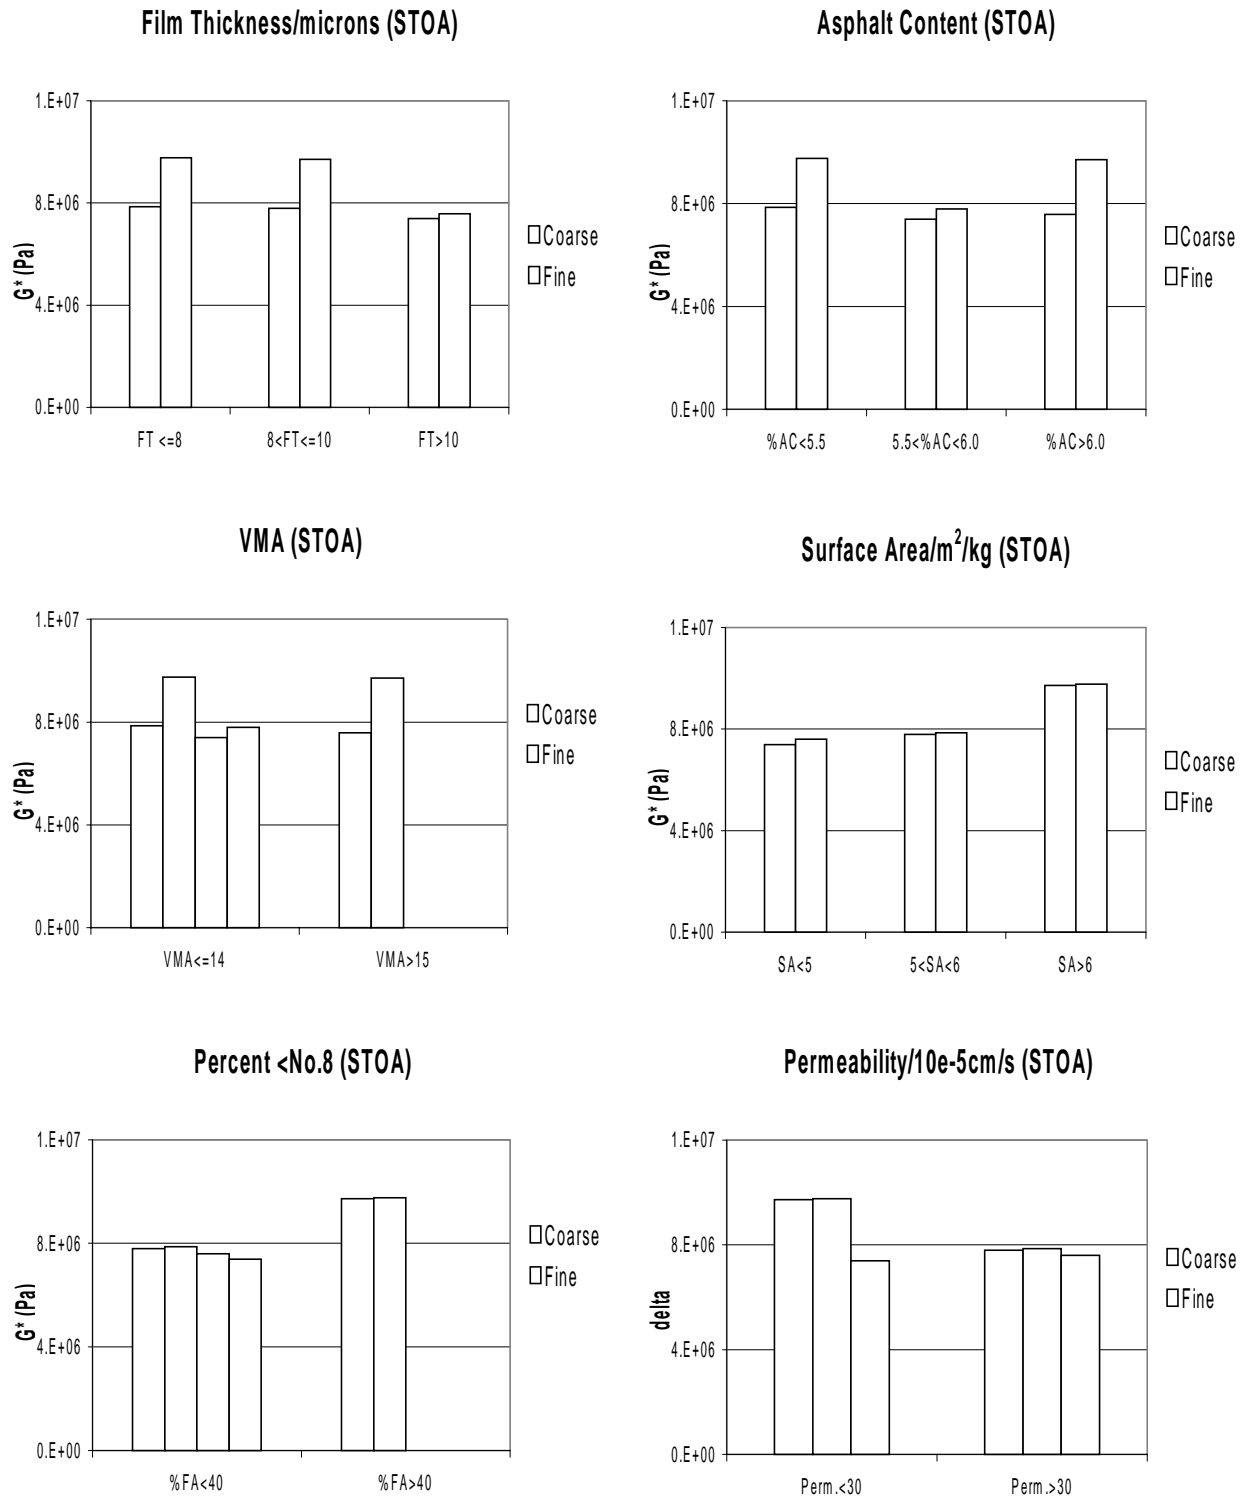 Film Thickness/microns (STOA)
1.E+07
8.E+06
4.E+06
0.E+00
G* (Pa)
FT <=8
8<FT<=10
FT>10
Coarse
Fine
Asphalt Content (STOA)
1.E+07
8.E+06
4.E+06
0.E+00
G* (Pa)
%AC<5.5
5.5<%AC<6.0
%AC>6.0
Coarse
Fine
VMA (STOA)
1.E+07
8.E+06
4.E+06
0.E+00
G* (Pa)
VMA<=14
VMA>15
Coarse
Fine
Surface Area/m²/kg (STOA)
1.E+07
8.E+06
4.E+06
0.E+00
G* (Pa)
SA<5
5<SA<6
SA>6
Coarse
Fine
Percent <No.8 (STOA)
1.E+07
8.E+06
4.E+06
0.E+00
G* (Pa)
%FA<40
%FA>40
Coarse
Fine
Permeability/10e-5cm/s (STOA)
1.E+07
8.E+06
4.E+06
0.E+00
delta
Perm.<30
Perm.>30
Coarse
Fine